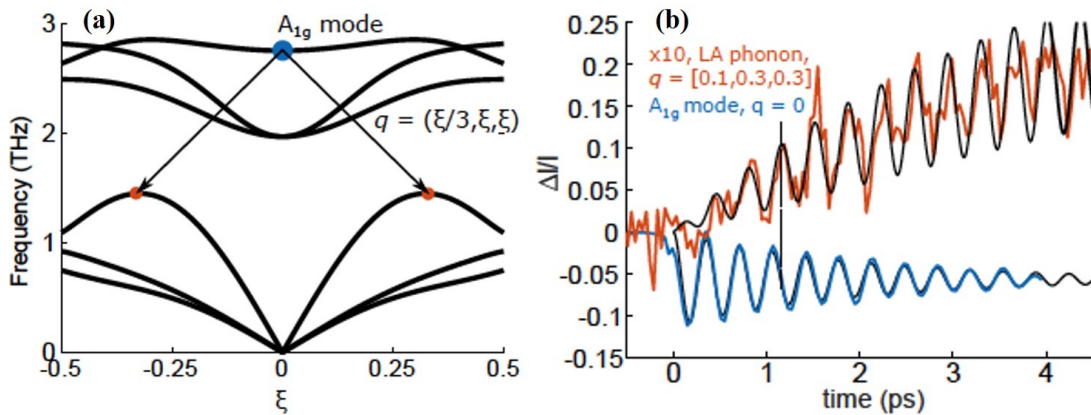 (a)
A1g mode
q = (ξ/3,ξ,ξ)
Frequency (THz)
3
2
1
0
-0.5
-0.25
0
0.25
0.5
ξ
(b)
x10, LA phonon,
q = [0.1,0.3,0.3]
A1g mode, q = 0
ΔI/I
0.25
0.2
0.15
0.1
0.05
0
-0.05
-0.1
-0.15
0
1
2
3
4
time (ps)